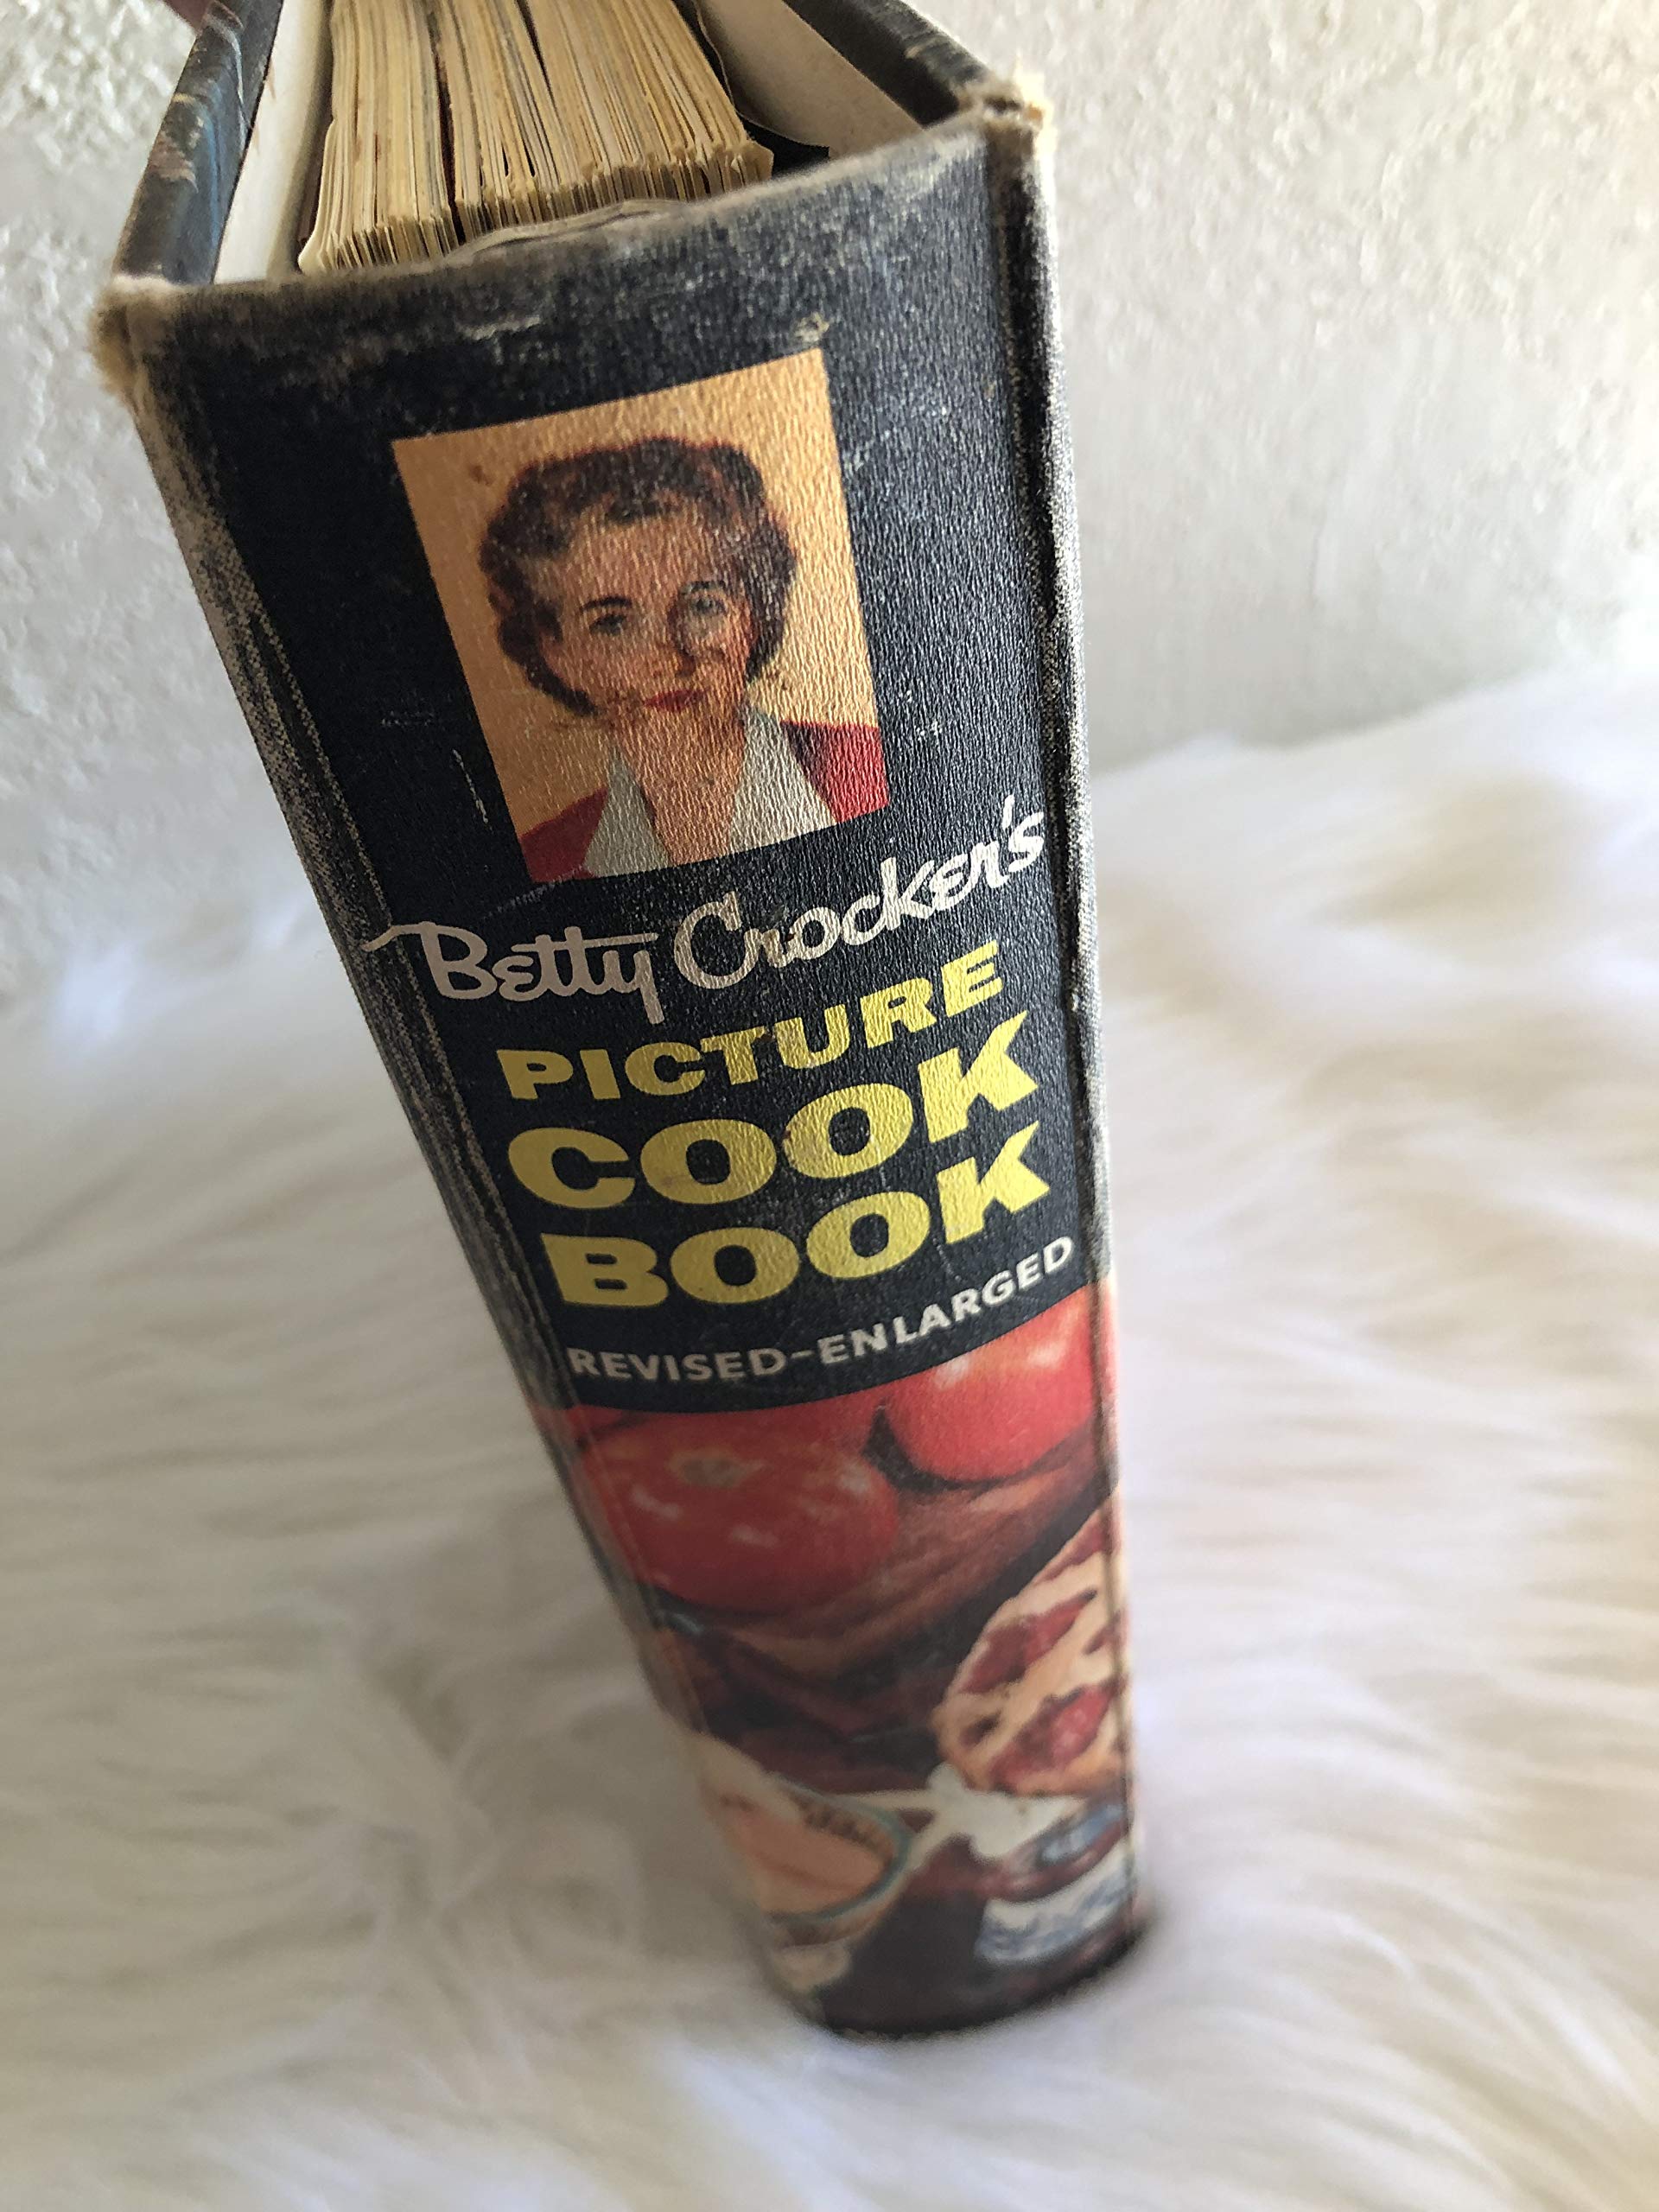 Betty Crocker's
PICTURE
COOK
BOOK
REVISED-ENLARGED